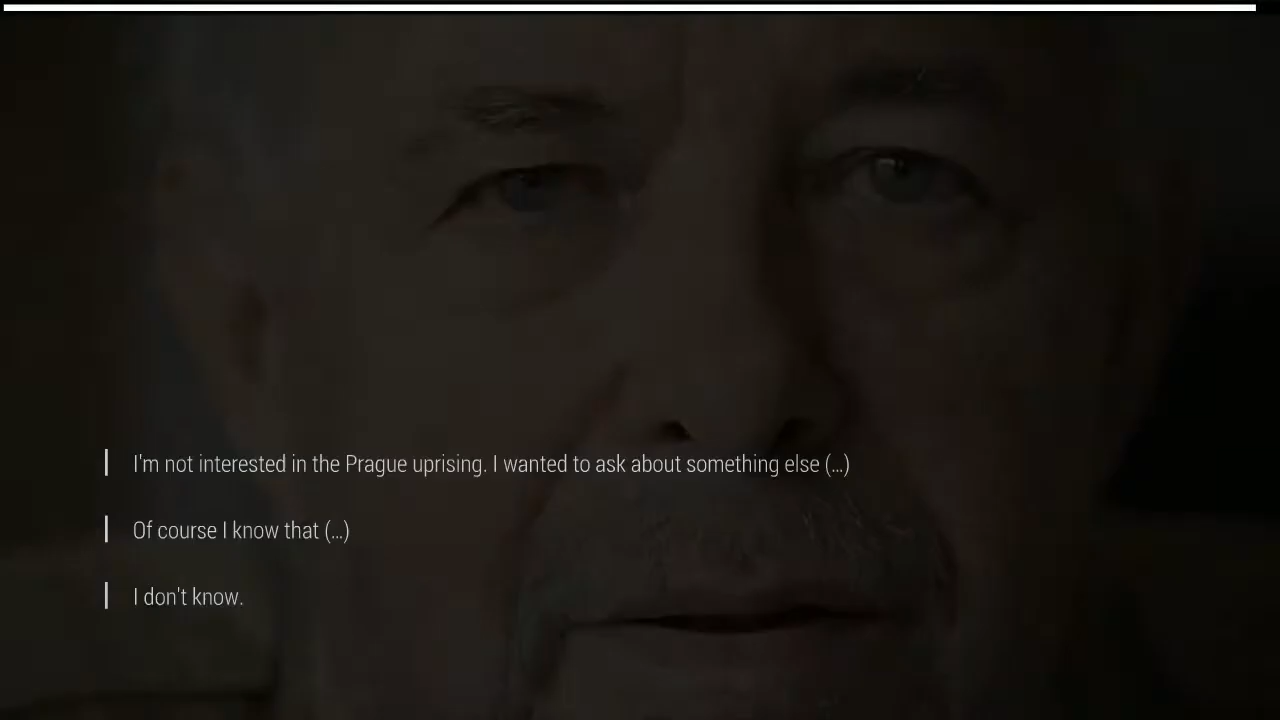 I'm not interested in the Prague uprising. I wanted to ask about something else (...)
Of course I know that (...)
I don't know.